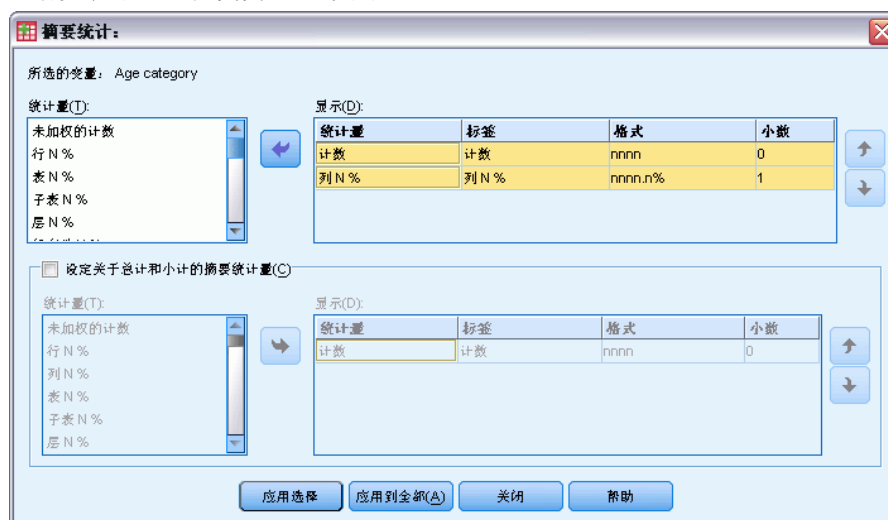 摘要统计：
所选的变量： Age category
统计量(T):
未加权的计数
行 N %
表 N %
子表 N %
层 N %
显示(D):
统计量 标签 格式 小数
计数 计数 nnnn 0
列 N % 列 N % nnnn.n% 1
设定关于总计和小计的摘要统计量(C)
统计量(T):
未加权的计数
行 N %
列 N %
表 N %
子表 N %
层 N %
显示(D):
统计量 标签 格式 小数
计数 计数 nnnn 0
应用选择 应用到全部(A) 关闭 帮助